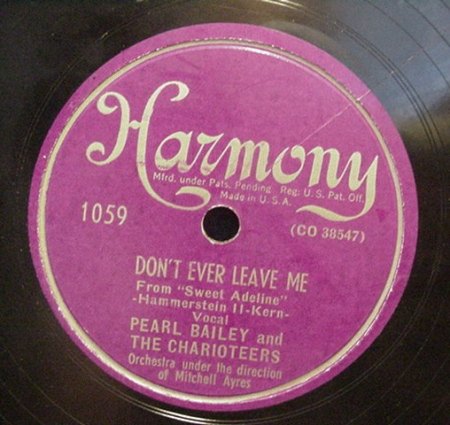 Harmony
Mfrd. under Pats. Pending Reg. U.S. Pat. Off.
Made in U.S.A.
1059
(CO 38547)
DON'T EVER LEAVE ME
From "Sweet Adeline"
-Hammerstein II-Kern-
Vocal
PEARL BAILEY and
THE CHARIOTEERS
Orchestra under the direction
of Mitchell Ayres